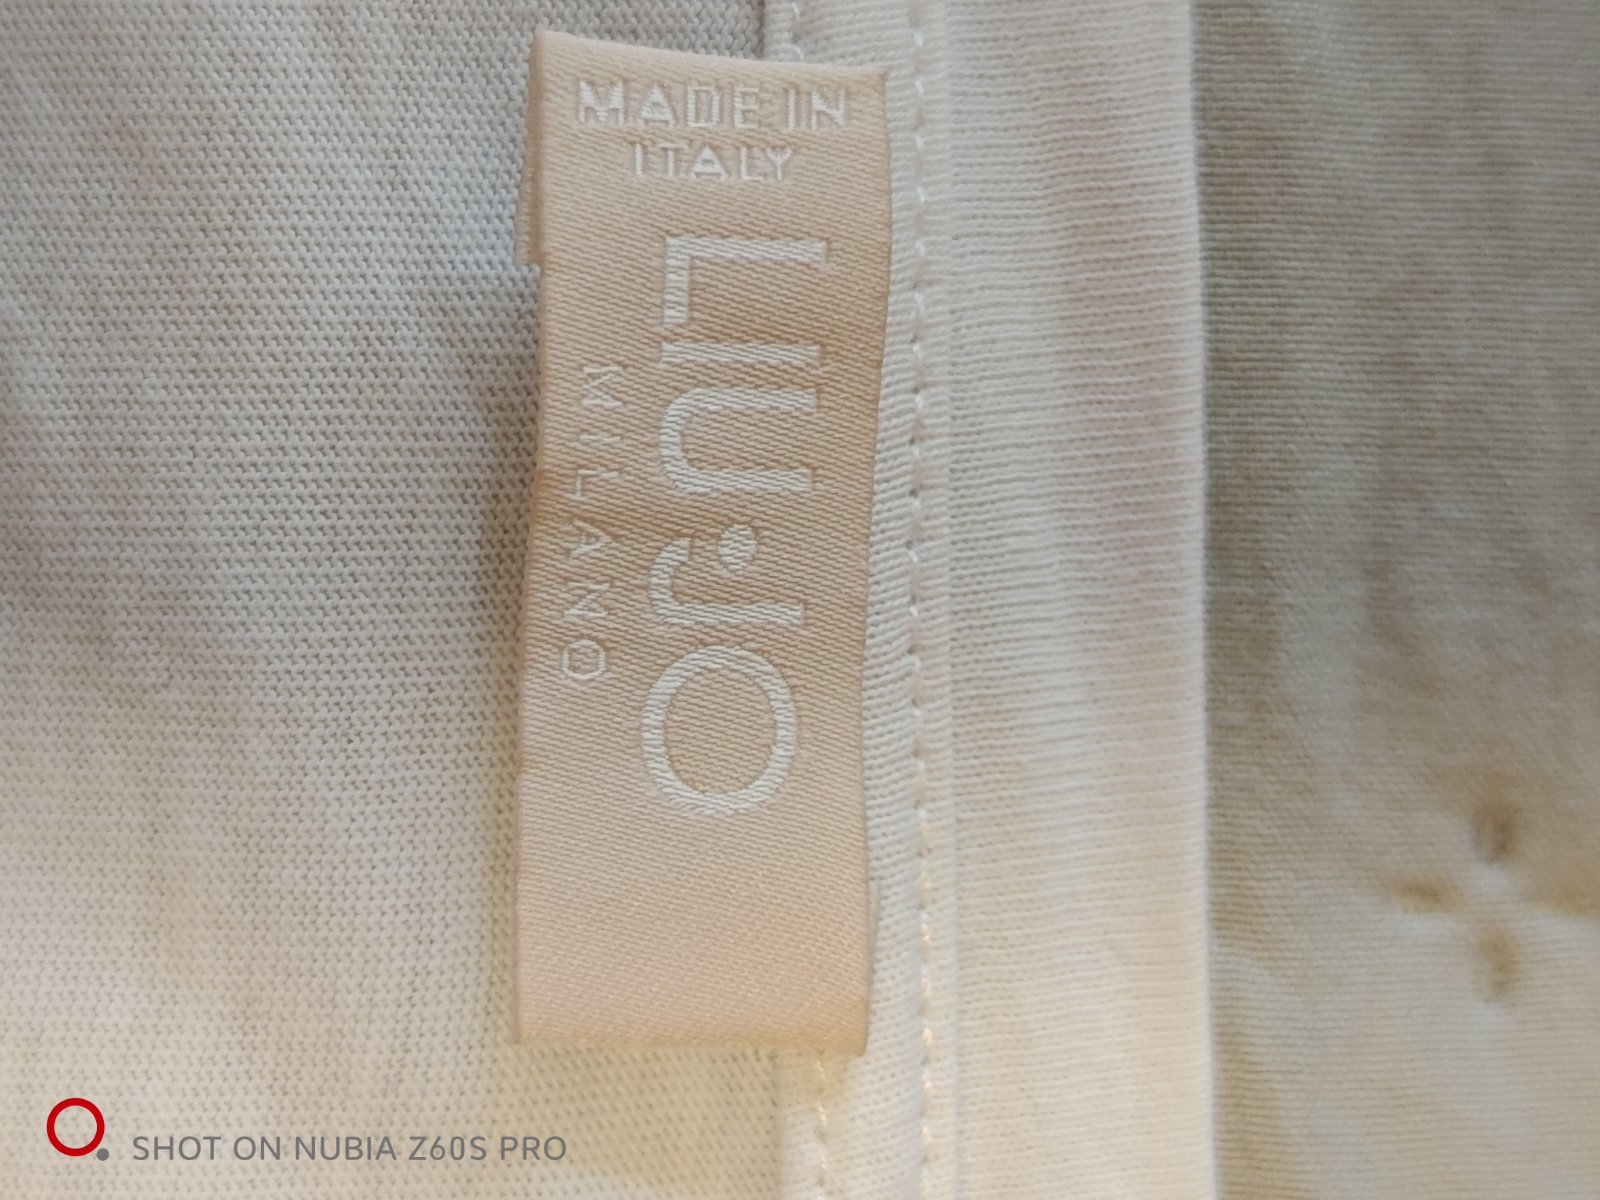 MADE IN
ITALY
LIU·JO
MILANO
SHOT ON NUBIA Z60S PRO